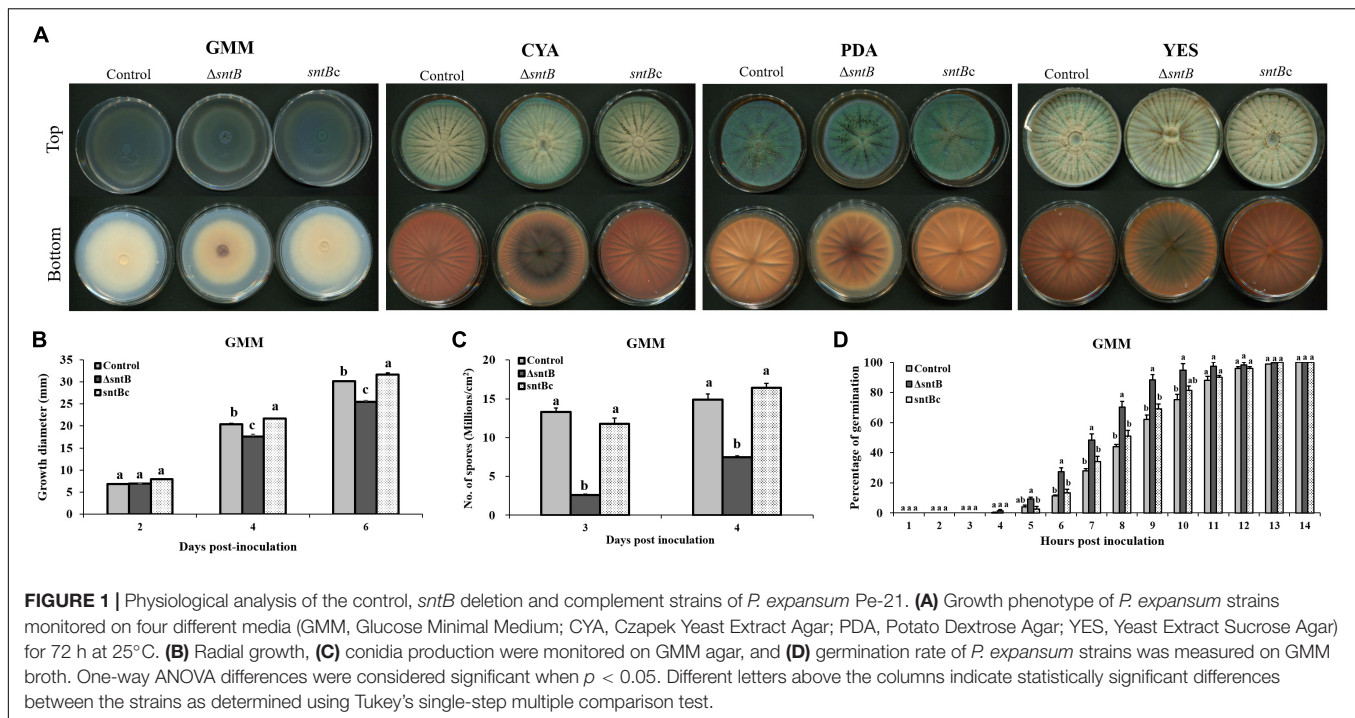 A
GMM CYA PDA YES
Control ΔsntB sntBc Control ΔsntB sntBc Control ΔsntB sntBc Control ΔsntB sntBc
Top
Bottom
B
GMM
Control
ΔsntB
sntBc
Growth diameter (mm)
35
30
25
20
15
10
5
0
a a a b c a b c a
2 4 6
Days post-inoculation
C
GMM
Control
ΔsntB
sntBc
No. of spores (Millions/cm²)
20
15
10
5
0
a b a a b a
3 4
Days post inoculation
D
GMM
Control
ΔsntB
sntBc
Percentage of germination
100
80
60
40
20
0
a a a a a a a a a a a a ab a b b a b b a b b a b b a b b a ab a a a a a a a a a a a a
1 2 3 4 5 6 7 8 9 10 11 12 13 14
Hours post inoculation
FIGURE 1 | Physiological analysis of the control, sntB deletion and complement strains of P. expansum Pe-21. (A) Growth phenotype of P. expansum strains
monitored on four different media (GMM, Glucose Minimal Medium; CYA, Czapek Yeast Extract Agar; PDA, Potato Dextrose Agar; YES, Yeast Extract Sucrose Agar)
for 72 h at 25°C. (B) Radial growth, (C) conidia production were monitored on GMM agar, and (D) germination rate of P. expansum strains was measured on GMM
broth. One-way ANOVA differences were considered significant when p < 0.05. Different letters above the columns indicate statistically significant differences
between the strains as determined using Tukey's single-step multiple comparison test.